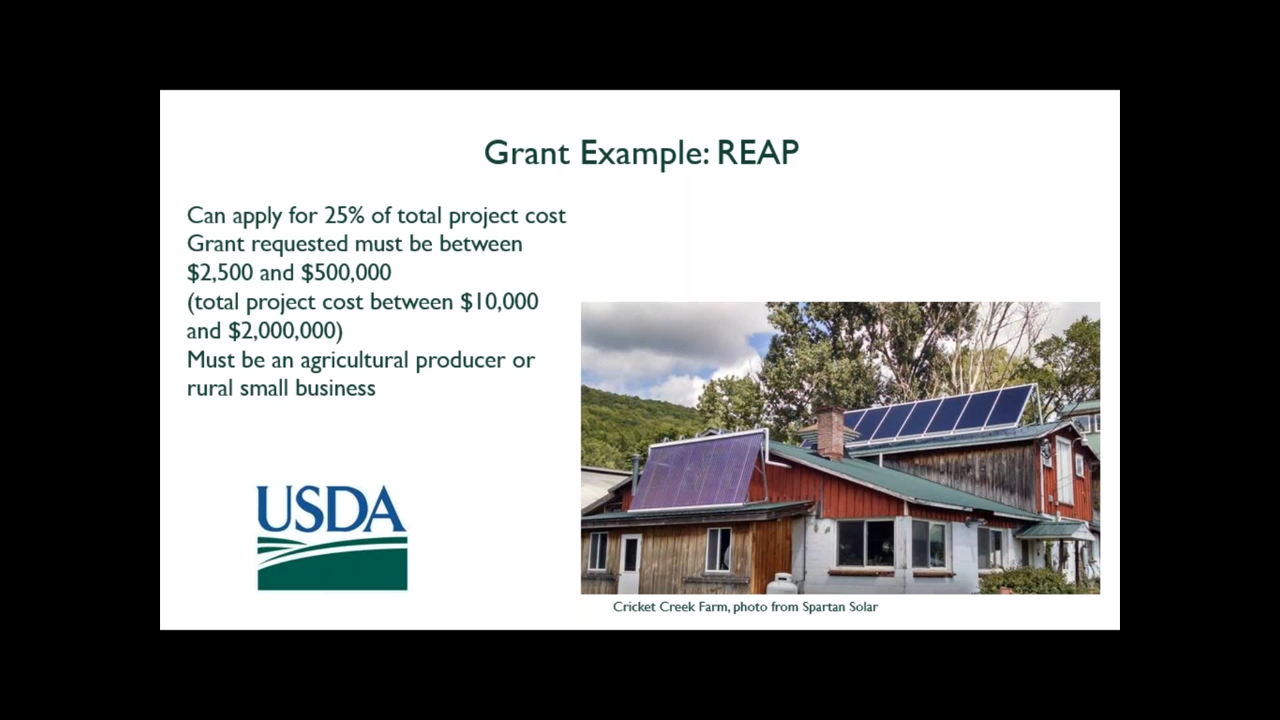 Grant Example: REAP
Can apply for 25% of total project cost
Grant requested must be between
$2,500 and $500,000
(total project cost between $10,000
and $2,000,000)
Must be an agricultural producer or
rural small business
USDA
Cricket Creek Farm, photo from Spartan Solar